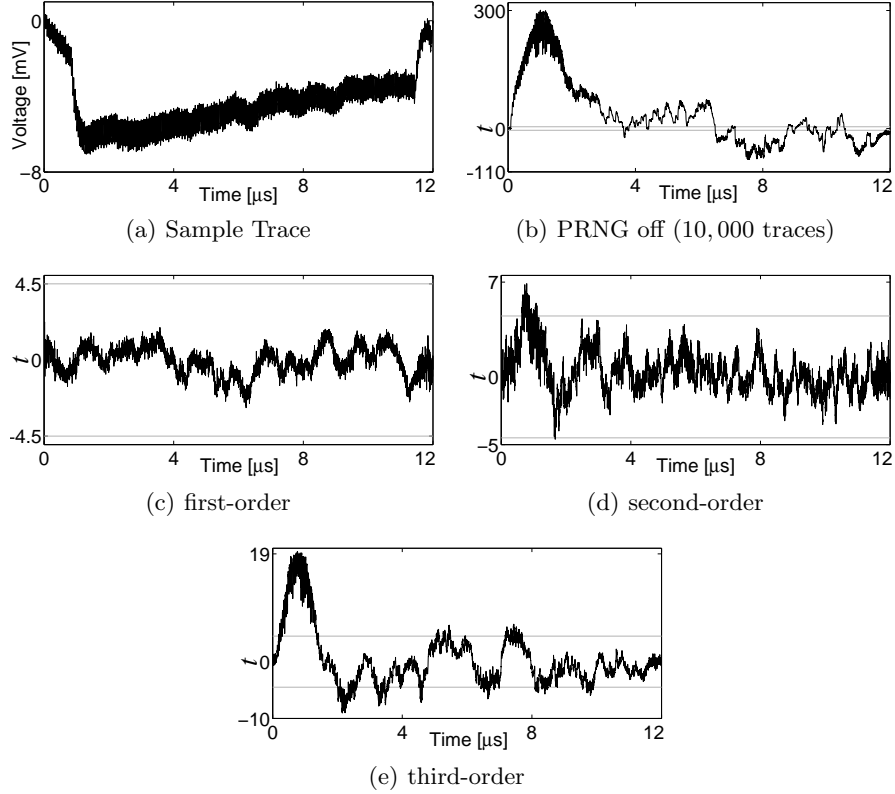 0
Voltage [mV]
−8
0
4
8
12
Time [μs]
(a) Sample Trace
300
t
0
-110
0
4
8
12
Time [μs]
(b) PRNG off (10,000 traces)
4.5
t
0
-4.5
0
4
8
12
Time [μs]
(c) first-order
7
t
0
−5
0
4
8
12
Time [μs]
(d) second-order
19
t
0
−10
0
4
8
12
Time [μs]
(e) third-order